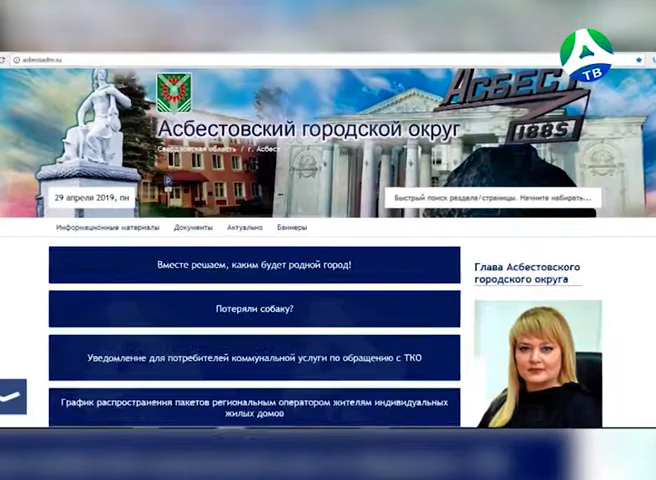 asbestadm.ru
АСБЕСТ
1885
ТВ
Асбестовский городской округ
Свердловская область / г. Асбест
29 апреля 2019, пн
Быстрый поиск раздела/страницы. Начните набирать...
Информационные материалы Документы Актуально Баннеры
Вместе решаем, каким будет родной город!
Потеряли собаку?
Уведомление для потребителей коммунальной услуги по обращению с ТКО
График распространения пакетов региональным оператором жителям индивидуальных
жилых домов
Глава Асбестовского
городского округа